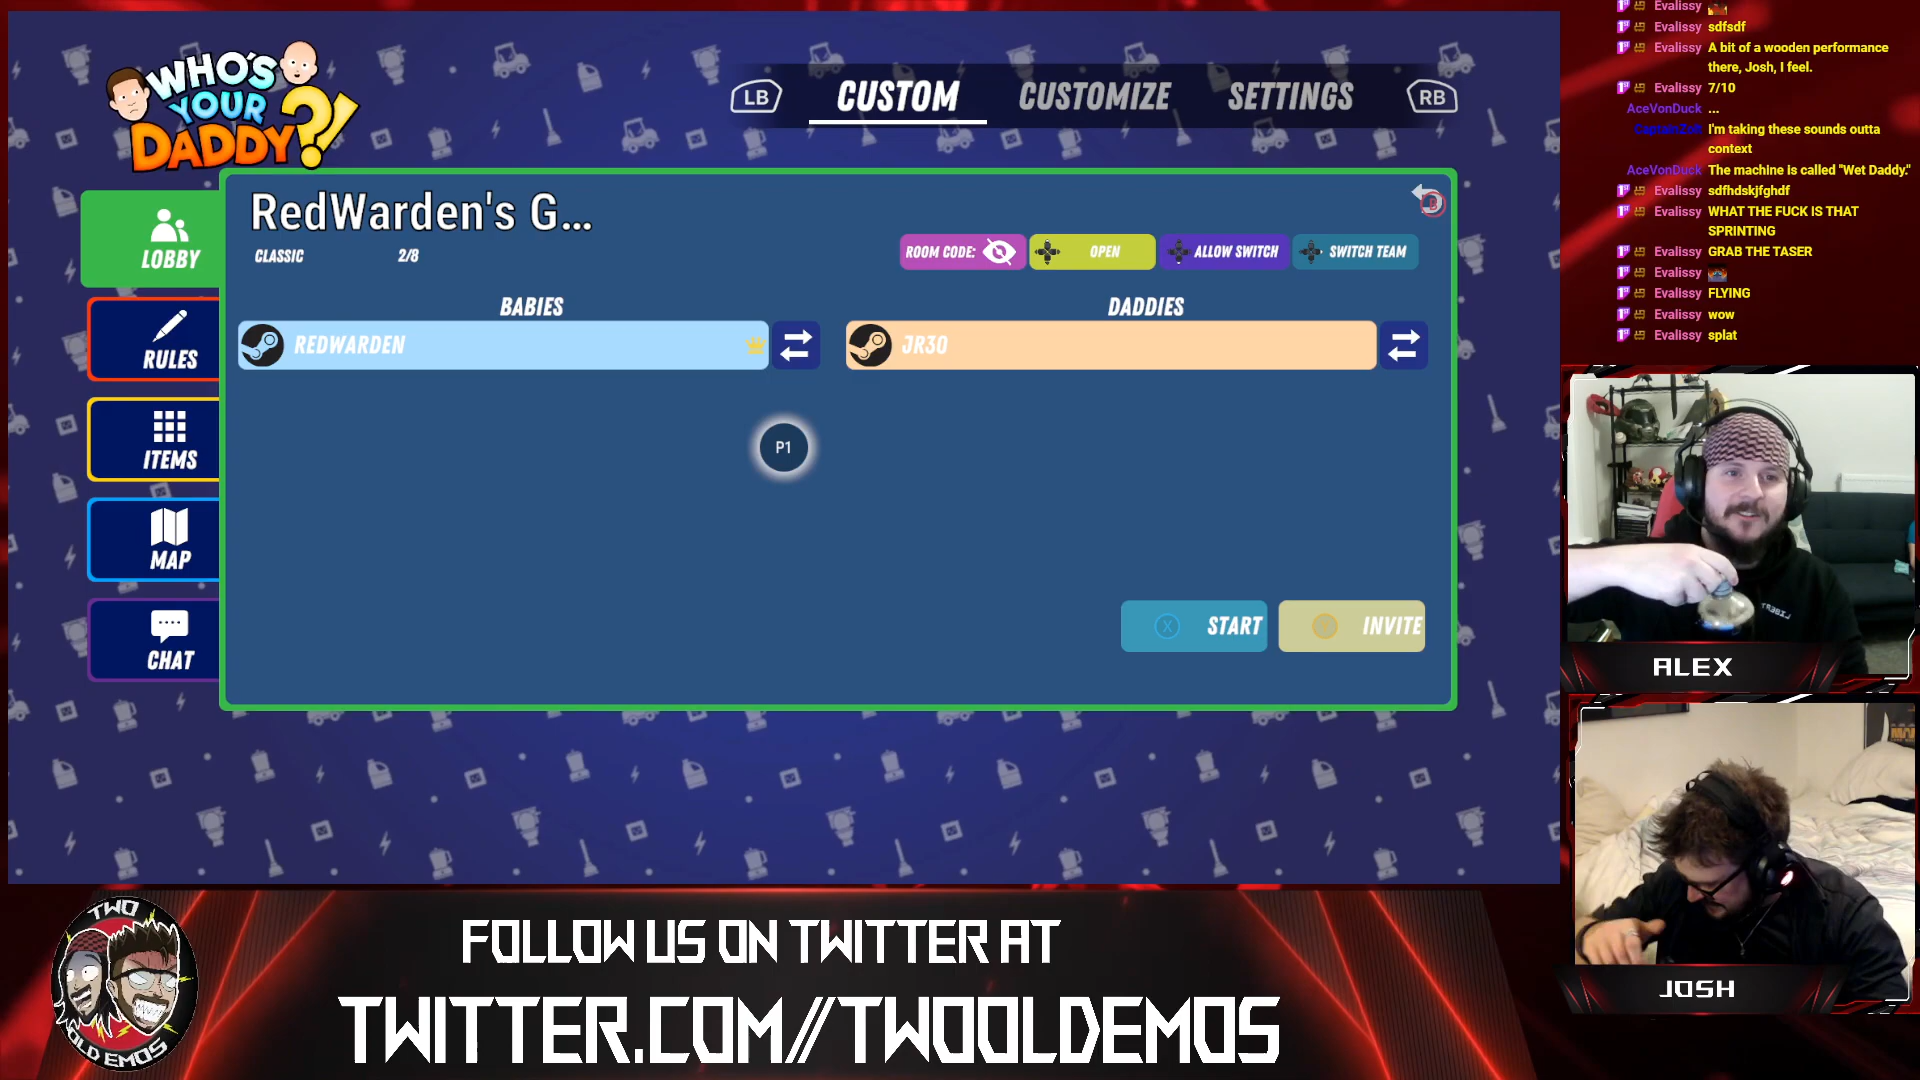 WHO'S
YOUR
DADDY?!
LB
CUSTOM
CUSTOMIZE
SETTINGS
RB
RedWarden's G...
CLASSIC
2/8
ROOM CODE:
OPEN
ALLOW SWITCH
SWITCH TEAM
LOBBY
RULES
ITEMS
MAP
CHAT
BABIES
REDWARDEN
DADDIES
JR30
P1
X START
INVITE
Evalissy
Evalissy sdfsdf
Evalissy A bit of a wooden performance
there, Josh, I feel.
Evalissy 7/10
AceVonDuck ...
CaptainZoft I'm taking these sounds outta
context
AceVonDuck The machine is called "Wet Daddy."
Evalissy sdfhdskjfghdf
Evalissy WHAT THE FUCK IS THAT
SPRINTING
Evalissy GRAB THE TASER
Evalissy
Evalissy FLYING
Evalissy wow
Evalissy splat
ALEX
JOSH
TWO
OLD EMOS
FOLLOW US ON TWITTER AT
TWITTER.COM//TWOOLDEMOS